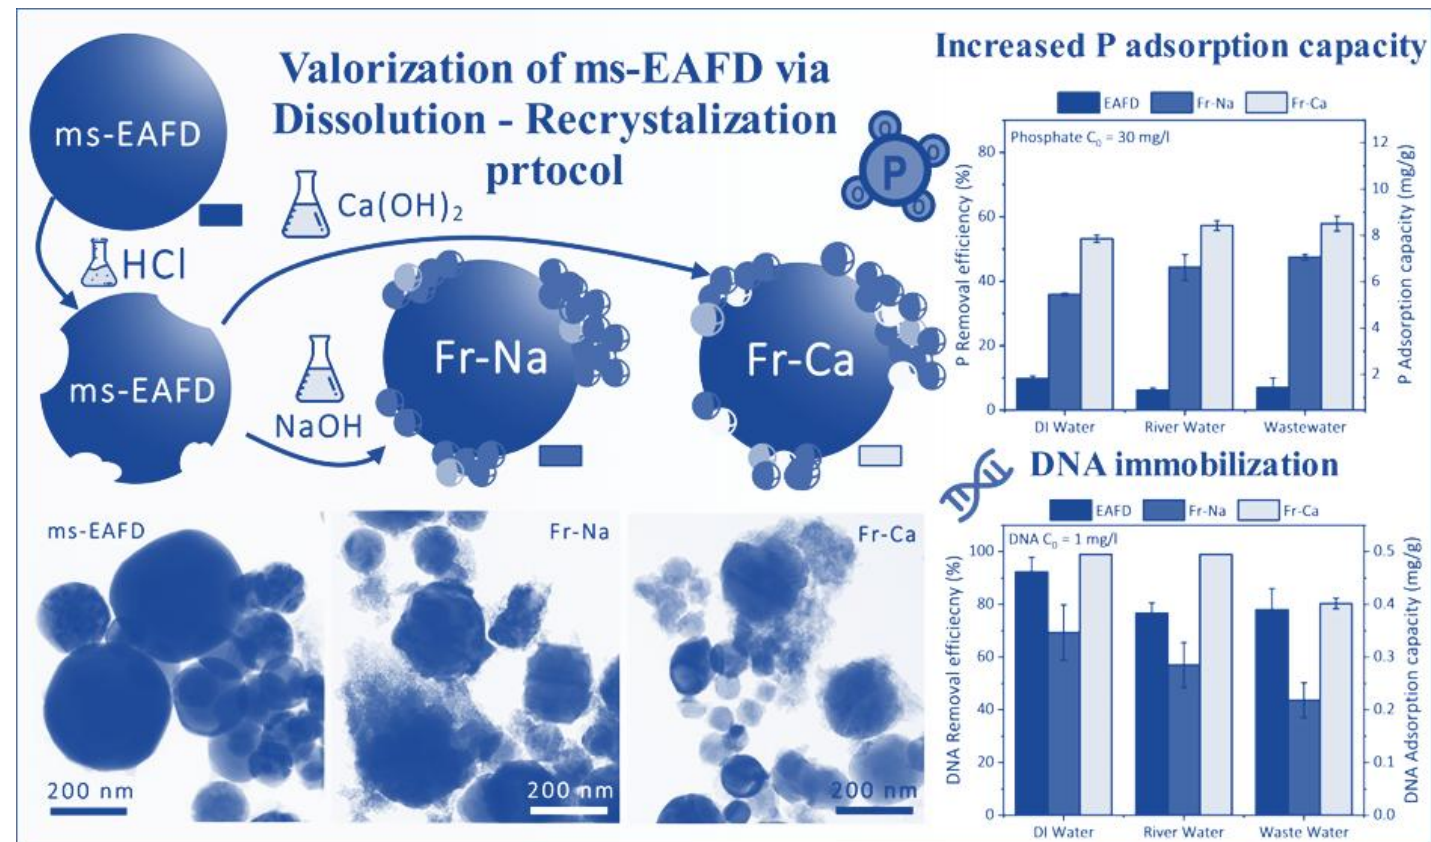 Valorization of ms-EAFD via
Dissolution - Recrystalization
prtocol
ms-EAFD
HCl
ms-EAFD
Ca(OH)2
NaOH
Fr-Na
Fr-Ca
P
O
O
O
O
ms-EAFD
200 nm
Fr-Na
200 nm
Fr-Ca
200 nm
Increased P adsorption capacity
EAFD Fr-Na Fr-Ca
Phosphate C0 = 30 mg/l
P Removal efficiency (%)
80
60
40
20
0
P Adsorption capacity (mg/g)
12
10
8
6
4
2
DI Water River Water Wastewater
DNA immobilization
EAFD Fr-Na Fr-Ca
DNA C0 = 1 mg/l
DNA Removal efficiecny (%)
100
80
60
40
20
0
DNA Adsorption capacity (mg/g)
0.5
0.4
0.3
0.2
0.1
0.0
DI Water River Water Waste Water